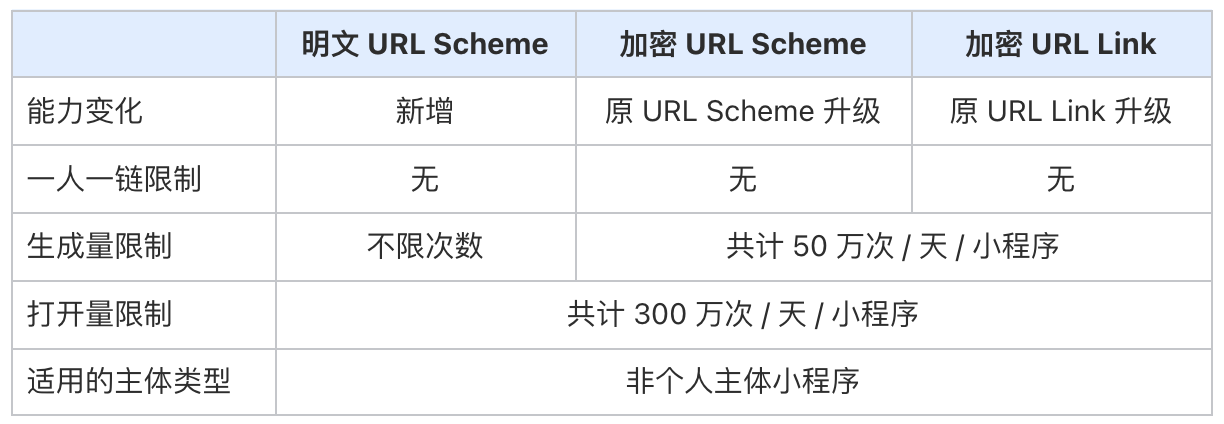 明文 URL Scheme 加密 URL Scheme 加密 URL Link
能力变化 新增 原 URL Scheme 升级 原 URL Link 升级
一人一链限制 无 无 无
生成量限制 不限次数 共计 50 万次 / 天 / 小程序
打开量限制 共计 300 万次 / 天 / 小程序
适用的主体类型 非个人主体小程序